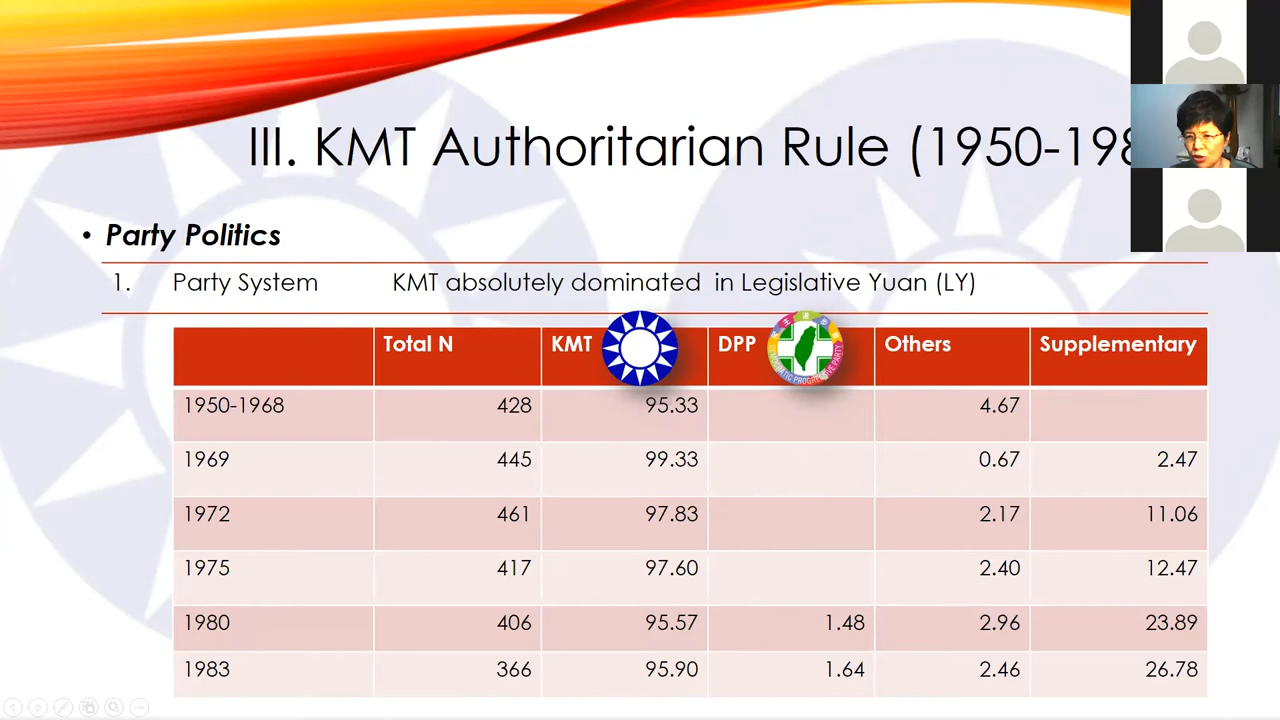 III. KMT Authoritarian Rule (1950-198
• Party Politics
1. Party System KMT absolutely dominated in Legislative Yuan (LY)
Total N KMT DPP Others Supplementary
1950-1968 428 95.33 4.67
1969 445 99.33 0.67 2.47
1972 461 97.83 2.17 11.06
1975 417 97.60 2.40 12.47
1980 406 95.57 1.48 2.96 23.89
1983 366 95.90 1.64 2.46 26.78